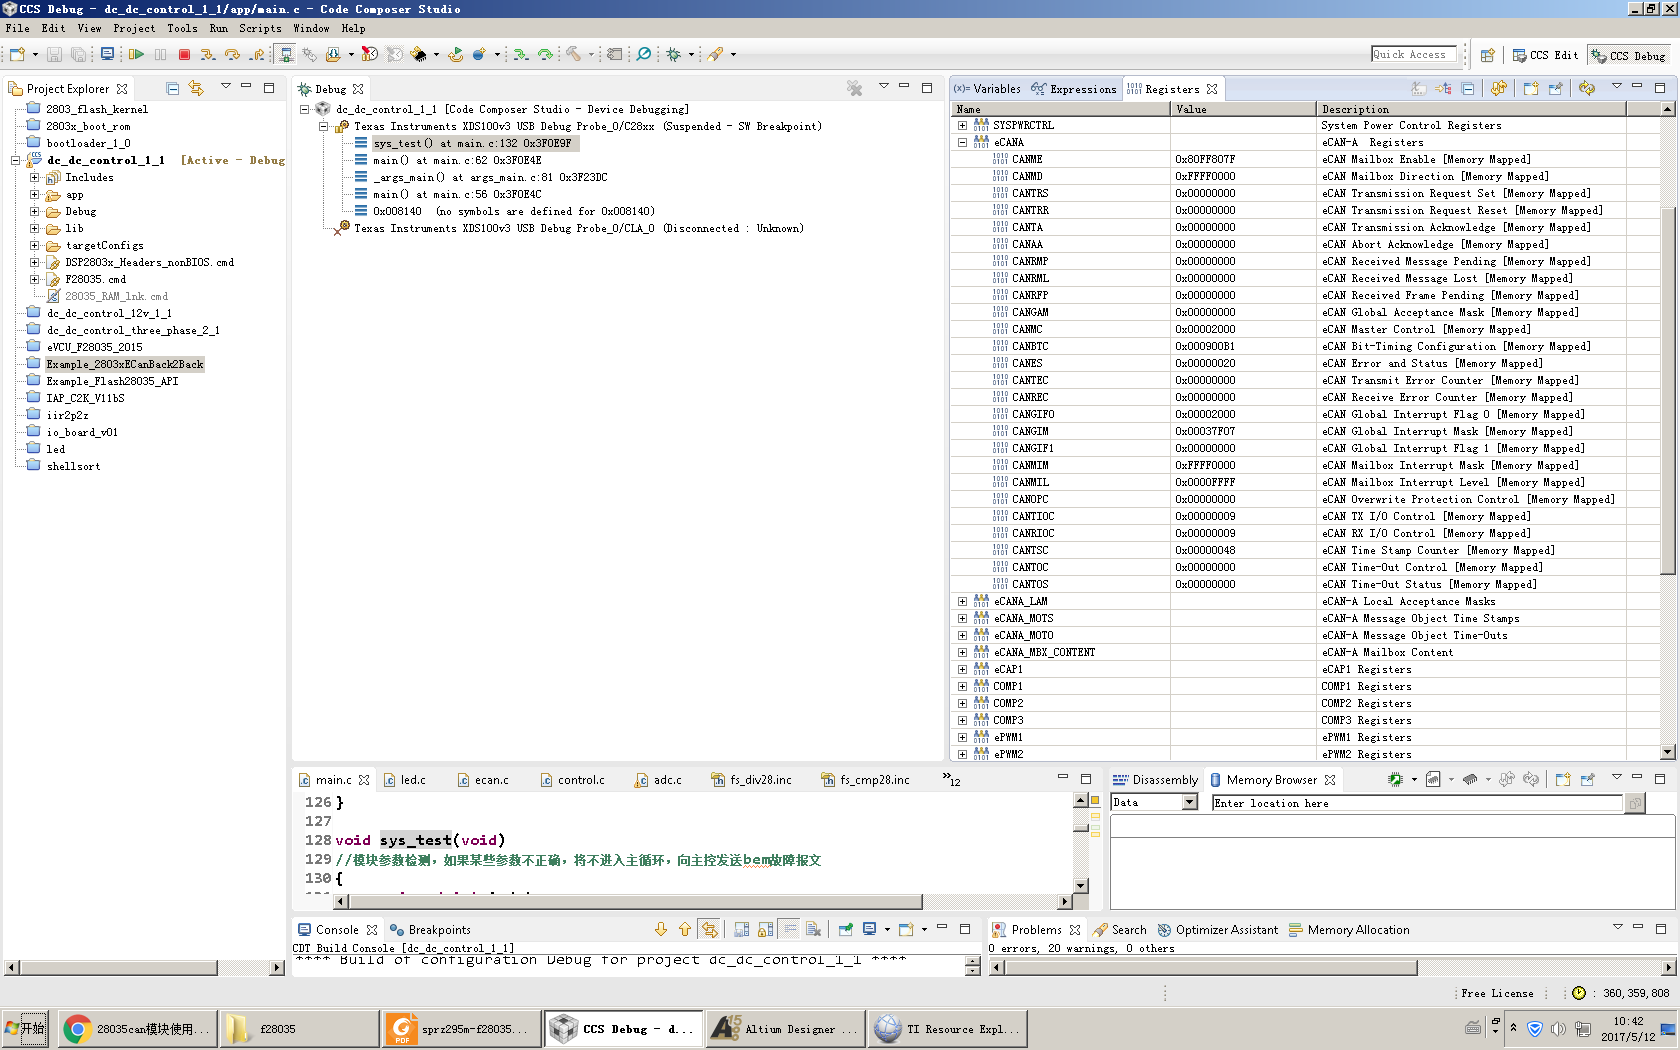 CCS Debug - dc_dc_control_1_1/app/main.c - Code Composer Studio
File Edit View Project Tools Run Scripts Window Help
Quick Access
CCS Edit
CCS Debug
Project Explorer
2803_flash_kernel
2803x_boot_rom
bootloader_1_0
dc_dc_control_1_1 [Active - Debug
Includes
app
Debug
lib
targetConfigs
DSP2803x_Headers_nonBIOS.cmd
F28035.cmd
28035_RAM_lnk.cmd
dc_dc_control_12v_1_1
dc_dc_control_three_phase_2_1
eVCU_F28035_2015
Example_2803xECanBack2Back
Example_Flash28035_API
IAP_C2K_V11bS
iir2p2z
io_board_v01
led
shellsort
Debug
dc_dc_control_1_1 [Code Composer Studio - Device Debugging]
Texas Instruments XDS100v3 USB Debug Probe_0/C28xx (Suspended - SW Breakpoint)
sys_test() at main.c:132 0x3F0E9F
main() at main.c:62 0x3F0E4E
_args_main() at args_main.c:81 0x3F23DC
main() at main.c:56 0x3F0E4C
0x008140 (no symbols are defined for 0x008140)
Texas Instruments XDS100v3 USB Debug Probe_0/CLA_0 (Disconnected : Unknown)
Variables Expressions Registers
Name Value Description
SYSPWRCTRL System Power Control Registers
eCANA eCAN-A Registers
CANME 0x80FF807F eCAN Mailbox Enable [Memory Mapped]
CANMD 0xFFFF0000 eCAN Mailbox Direction [Memory Mapped]
CANTRS 0x00000000 eCAN Transmission Request Set [Memory Mapped]
CANTRR 0x00000000 eCAN Transmission Request Reset [Memory Mapped]
CANTA 0x00000000 eCAN Transmission Acknowledge [Memory Mapped]
CANAA 0x00000000 eCAN Abort Acknowledge [Memory Mapped]
CANRMP 0x00000000 eCAN Received Message Pending [Memory Mapped]
CANRML 0x00000000 eCAN Received Message Lost [Memory Mapped]
CANRFP 0x00000000 eCAN Received Frame Pending [Memory Mapped]
CANGAM 0x00000000 eCAN Global Acceptance Mask [Memory Mapped]
CANMC 0x00002000 eCAN Master Control [Memory Mapped]
CANBTC 0x000900B1 eCAN Bit-Timing Configuration [Memory Mapped]
CANES 0x00000020 eCAN Error and Status [Memory Mapped]
CANTEC 0x00000000 eCAN Transmit Error Counter [Memory Mapped]
CANREC 0x00000000 eCAN Receive Error Counter [Memory Mapped]
CANGIF0 0x00002000 eCAN Global Interrupt Flag 0 [Memory Mapped]
CANGIM 0x00037F07 eCAN Global Interrupt Mask [Memory Mapped]
CANGIF1 0x00000000 eCAN Global Interrupt Flag 1 [Memory Mapped]
CANMIM 0xFFFF0000 eCAN Mailbox Interrupt Mask [Memory Mapped]
CANMIL 0x0000FFFF eCAN Mailbox Interrupt Level [Memory Mapped]
CANOPC 0x00000000 eCAN Overwrite Protection Control [Memory Mapped]
CANTIOC 0x00000009 eCAN TX I/O Control [Memory Mapped]
CANRIOC 0x00000009 eCAN RX I/O Control [Memory Mapped]
CANTSC 0x00000048 eCAN Time Stamp Counter [Memory Mapped]
CANTOC 0x00000000 eCAN Time-Out Control [Memory Mapped]
CANTOS 0x00000000 eCAN Time-Out Status [Memory Mapped]
eCANA_LAM eCAN-A Local Acceptance Masks
eCANA_MOTS eCAN-A Message Object Time Stamps
eCANA_MOTO eCAN-A Message Object Time-Outs
eCANA_MBX_CONTENT eCAN-A Mailbox Content
eCAP1 eCAP1 Registers
COMP1 COMP1 Registers
COMP2 COMP2 Registers
COMP3 COMP3 Registers
ePWM1 ePWM1 Registers
ePWM2 ePWM2 Registers
main.c led.c ecan.c control.c adc.c fs_div28.inc fs_cmp28.inc »12
126 }
127
128 void sys_test(void)
129 //模块参数检测，如果某些参数不正确，将不进入主循环，向主控发送bem故障报文
130 {
Disassembly Memory Browser
Data Enter location here
Console Breakpoints
CDT Build Console [dc_dc_control_1_1]
**** Build of configuration Debug for project dc_dc_control_1_1 ****
Problems Search Optimizer Assistant Memory Allocation
0 errors, 20 warnings, 0 others
Free License
: 360,359,808
开始
28035can模块使用...
f28035
sprz295m-f28035...
CCS Debug - d...
Altium Designer ...
TI Resource Expl...
10:42
2017/5/12